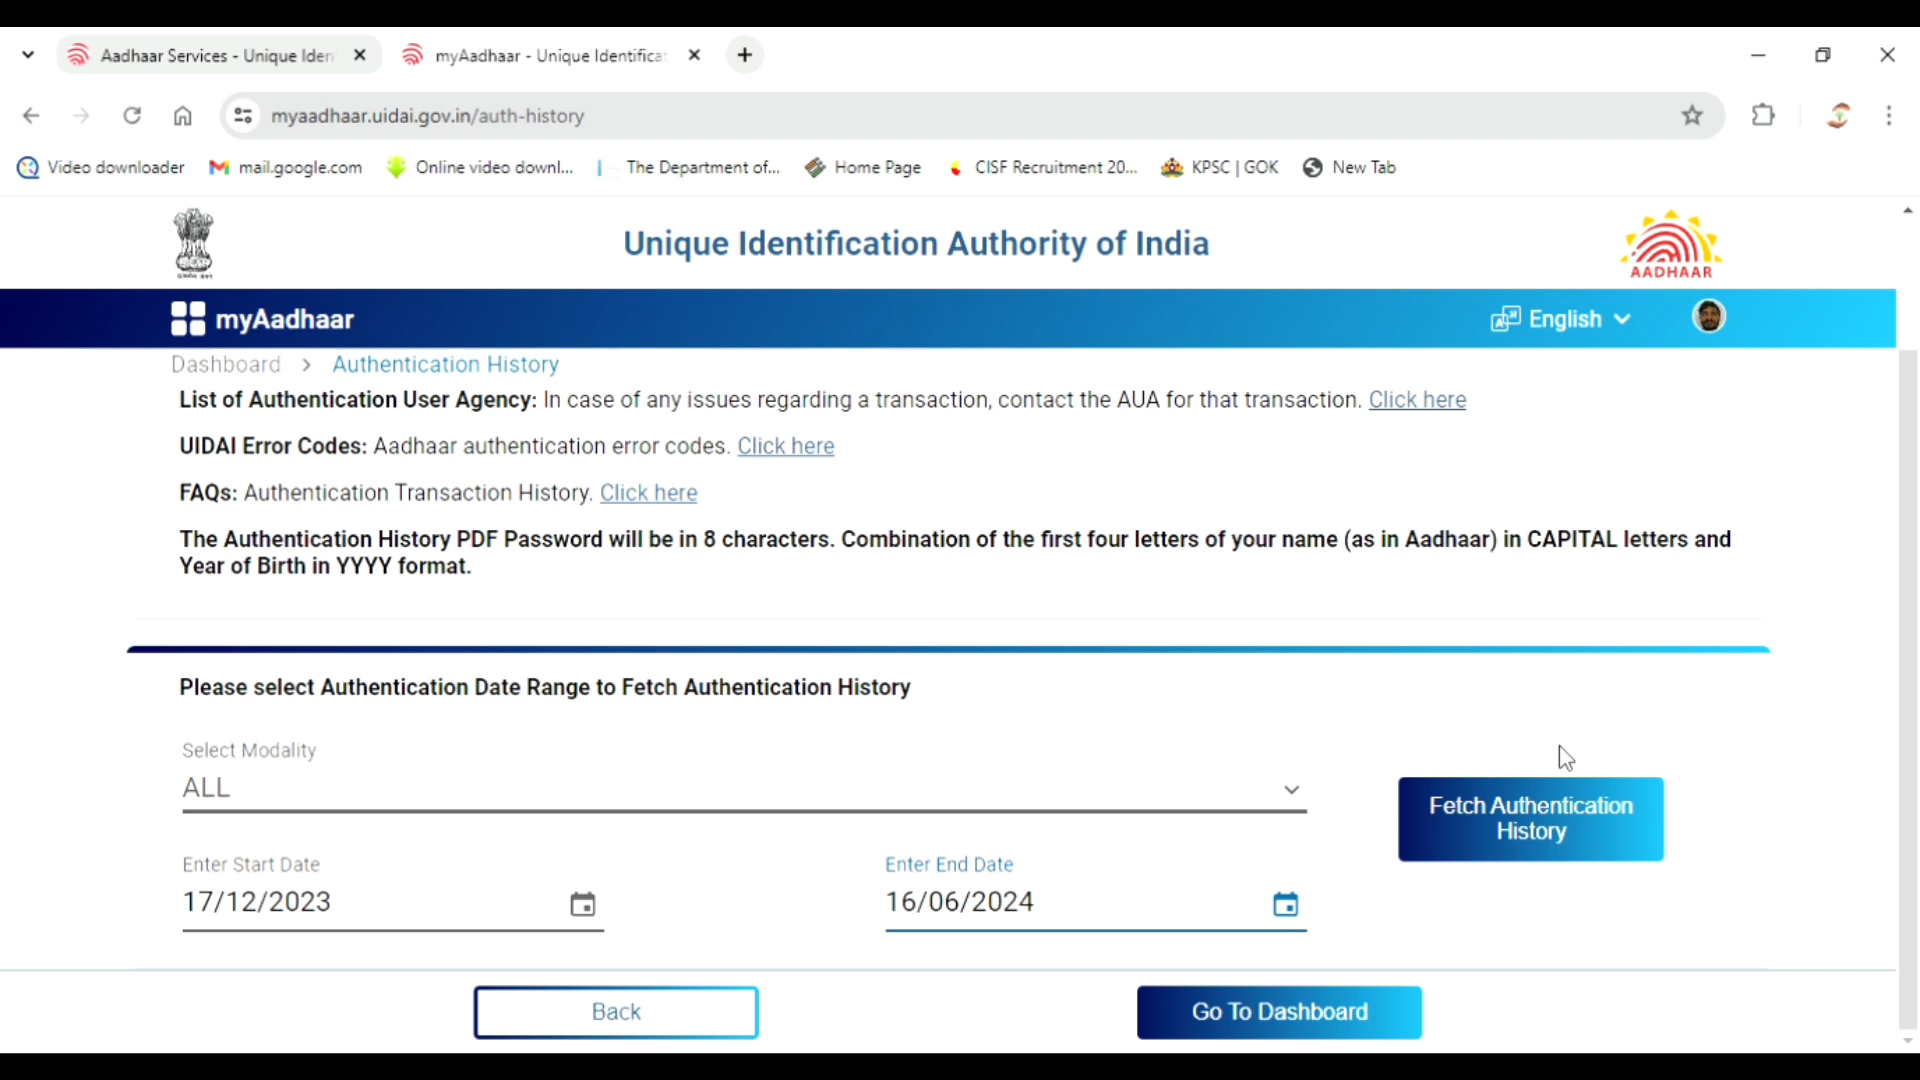 Aadhaar Services - Unique Iden
myAadhaar - Unique Identificat
myaadhaar.uidai.gov.in/auth-history
Video downloader
mail.google.com
Online video downl...
The Department of...
Home Page
CISF Recruitment 20...
KPSC | GOK
New Tab
Unique Identification Authority of India
AADHAAR
myAadhaar
English
Dashboard > Authentication History
List of Authentication User Agency: In case of any issues regarding a transaction, contact the AUA for that transaction. Click here
UIDAI Error Codes: Aadhaar authentication error codes. Click here
FAQs: Authentication Transaction History. Click here
The Authentication History PDF Password will be in 8 characters. Combination of the first four letters of your name (as in Aadhaar) in CAPITAL letters and
Year of Birth in YYYY format.
Please select Authentication Date Range to Fetch Authentication History
Select Modality
ALL
Fetch Authentication
History
Enter Start Date
17/12/2023
Enter End Date
16/06/2024
Back
Go To Dashboard